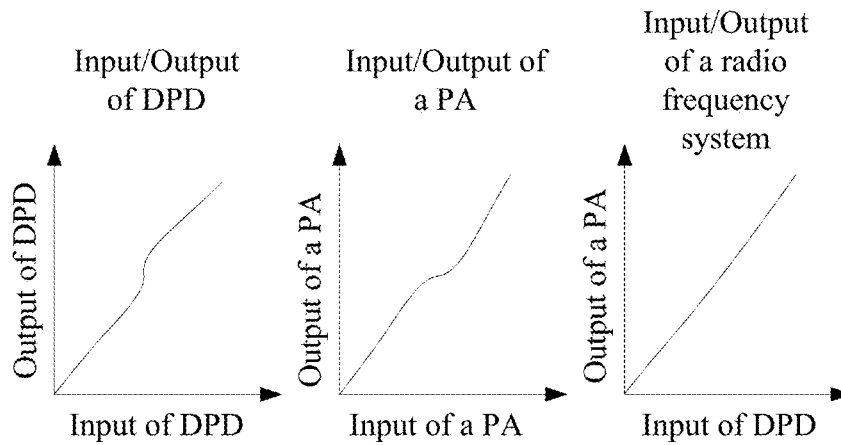 Input/Output
of DPD
Output of DPD
Input of DPD
Input/Output of
a PA
Output of a PA
Input of a PA
Input/Output
of a radio
frequency
system
Output of a PA
Input of DPD